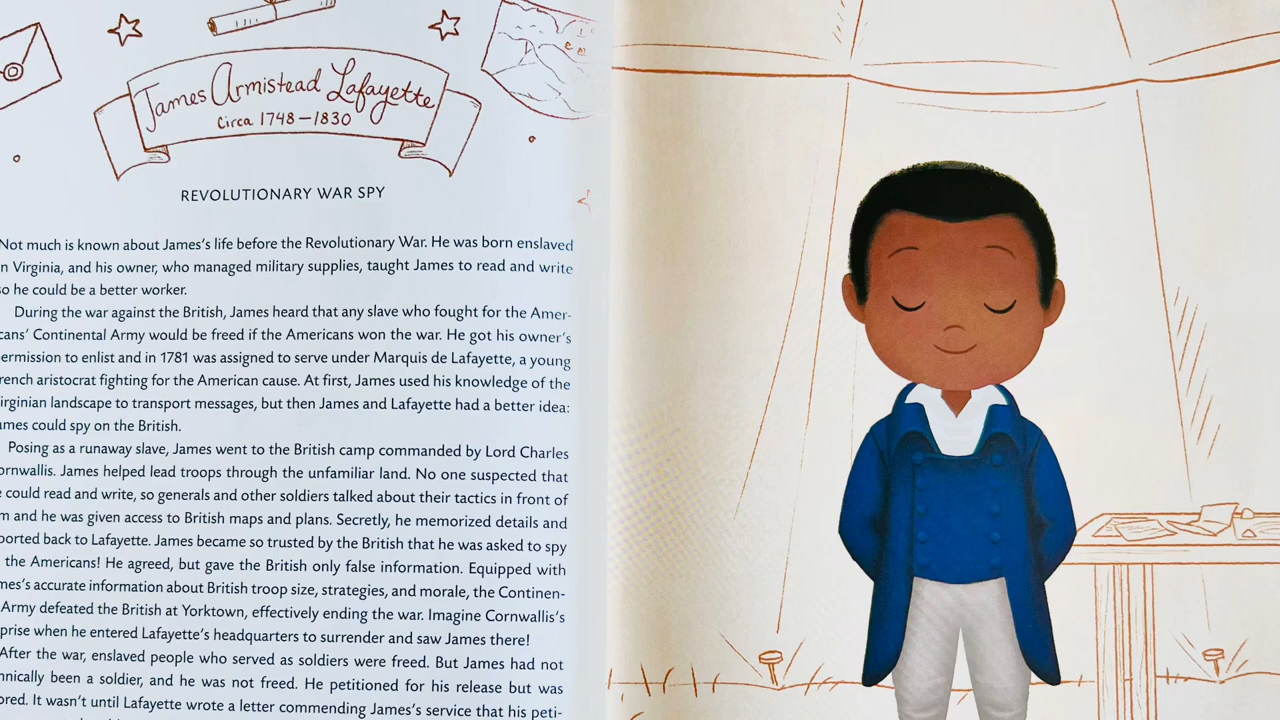 James Armistead Lafayette
Circa 1748–1830
REVOLUTIONARY WAR SPY
Not much is known about James's life before the Revolutionary War. He was born enslaved
n Virginia, and his owner, who managed military supplies, taught James to read and write
so he could be a better worker.
During the war against the British, James heard that any slave who fought for the Amer-
cans' Continental Army would be freed if the Americans won the war. He got his owner's
ermission to enlist and in 1781 was assigned to serve under Marquis de Lafayette, a young
rench aristocrat fighting for the American cause. At first, James used his knowledge of the
irginian landscape to transport messages, but then James and Lafayette had a better idea:
ames could spy on the British.
Posing as a runaway slave, James went to the British camp commanded by Lord Charles
ornwallis. James helped lead troops through the unfamiliar land. No one suspected that
e could read and write, so generals and other soldiers talked about their tactics in front of
m and he was given access to British maps and plans. Secretly, he memorized details and
ported back to Lafayette. James became so trusted by the British that he was asked to spy
the Americans! He agreed, but gave the British only false information. Equipped with
mes's accurate information about British troop size, strategies, and morale, the Continen-
Army defeated the British at Yorktown, effectively ending the war. Imagine Cornwallis's
prise when he entered Lafayette's headquarters to surrender and saw James there!
After the war, enslaved people who served as soldiers were freed. But James had not
hnically been a soldier, and he was not freed. He petitioned for his release but was
ored. It wasn't until Lafayette wrote a letter commending James's service that his peti-